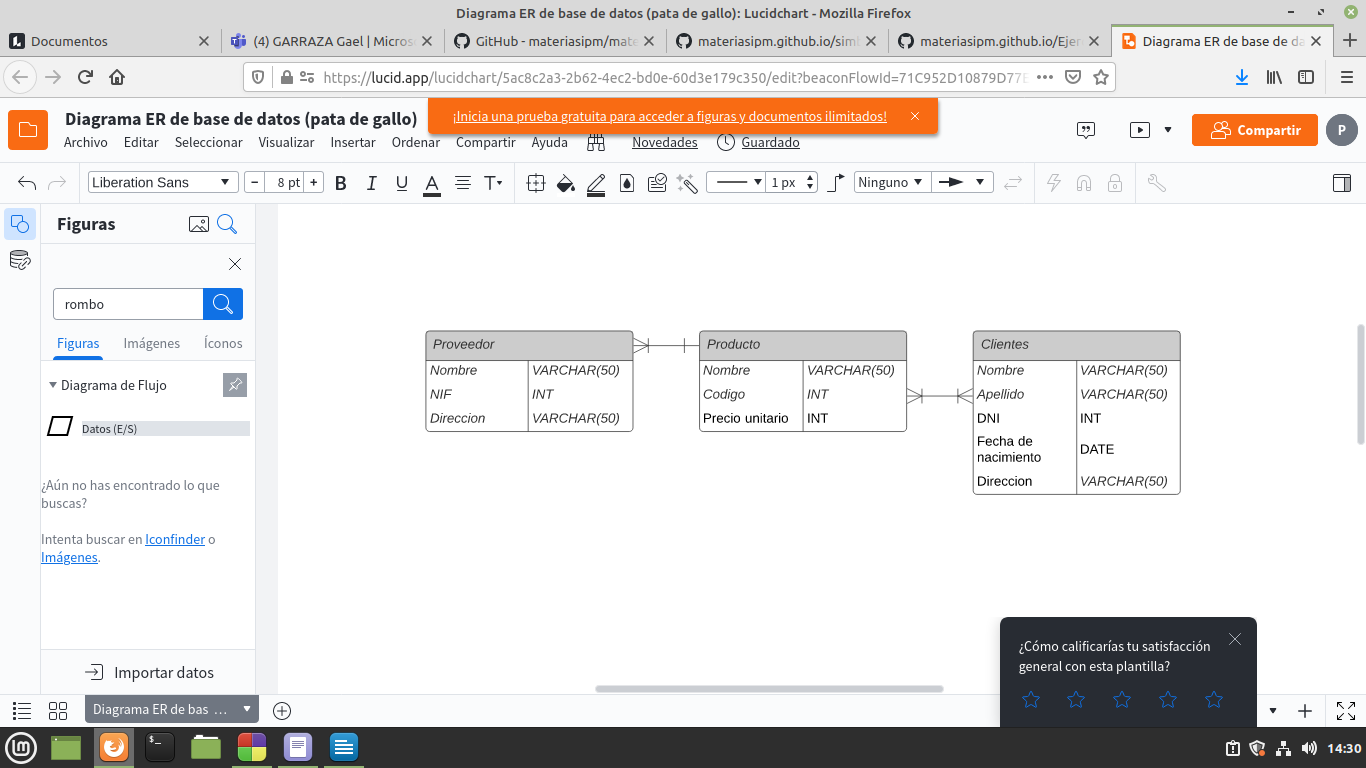 Diagrama ER de base de datos (pata de gallo): Lucidchart - Mozilla Firefox
Documentos
(4) GARRAZA Gael | Micros
GitHub - materiasipm/mate
materiasipm.github.io/simb
materiasipm.github.io/Ejer
Diagrama ER de base de da
https://lucid.app/lucidchart/5ac8c2a3-2b62-4ec2-bd0e-60d3e179c350/edit?beaconFlowId=71C952D10879D77E
Diagrama ER de base de datos (pata de gallo)
¡Inicia una prueba gratuita para acceder a figuras y documentos ilimitados!
Archivo Editar Seleccionar Visualizar Insertar Ordenar Compartir Ayuda Novedades Guardado
Compartir
P
Liberation Sans
8 pt
B I U A T
1 px
Ninguno
Figuras
rombo
Figuras Imágenes Íconos
Diagrama de Flujo
Datos (E/S)
¿Aún no has encontrado lo que
buscas?
Intenta buscar en Iconfinder o
Imágenes.
Importar datos
Proveedor
Nombre VARCHAR(50)
NIF INT
Direccion VARCHAR(50)
Producto
Nombre VARCHAR(50)
Codigo INT
Precio unitario INT
Clientes
Nombre VARCHAR(50)
Apellido VARCHAR(50)
DNI INT
Fecha de
nacimiento DATE
Direccion VARCHAR(50)
¿Cómo calificarías tu satisfacción
general con esta plantilla?
Diagrama ER de bas ...
14:30